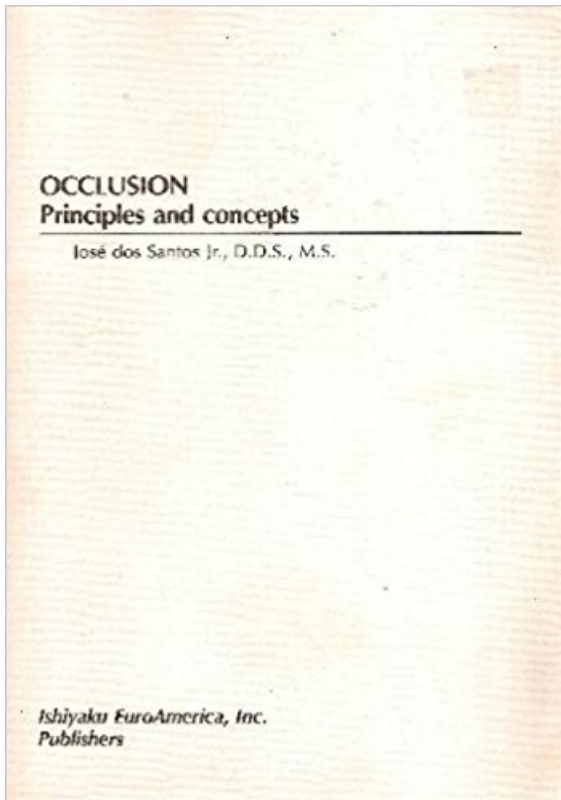 OCCLUSION
Principles and concepts
José dos Santos Jr., D.D.S., M.S.
Ishiyaku EuroAmerica, Inc.
Publishers